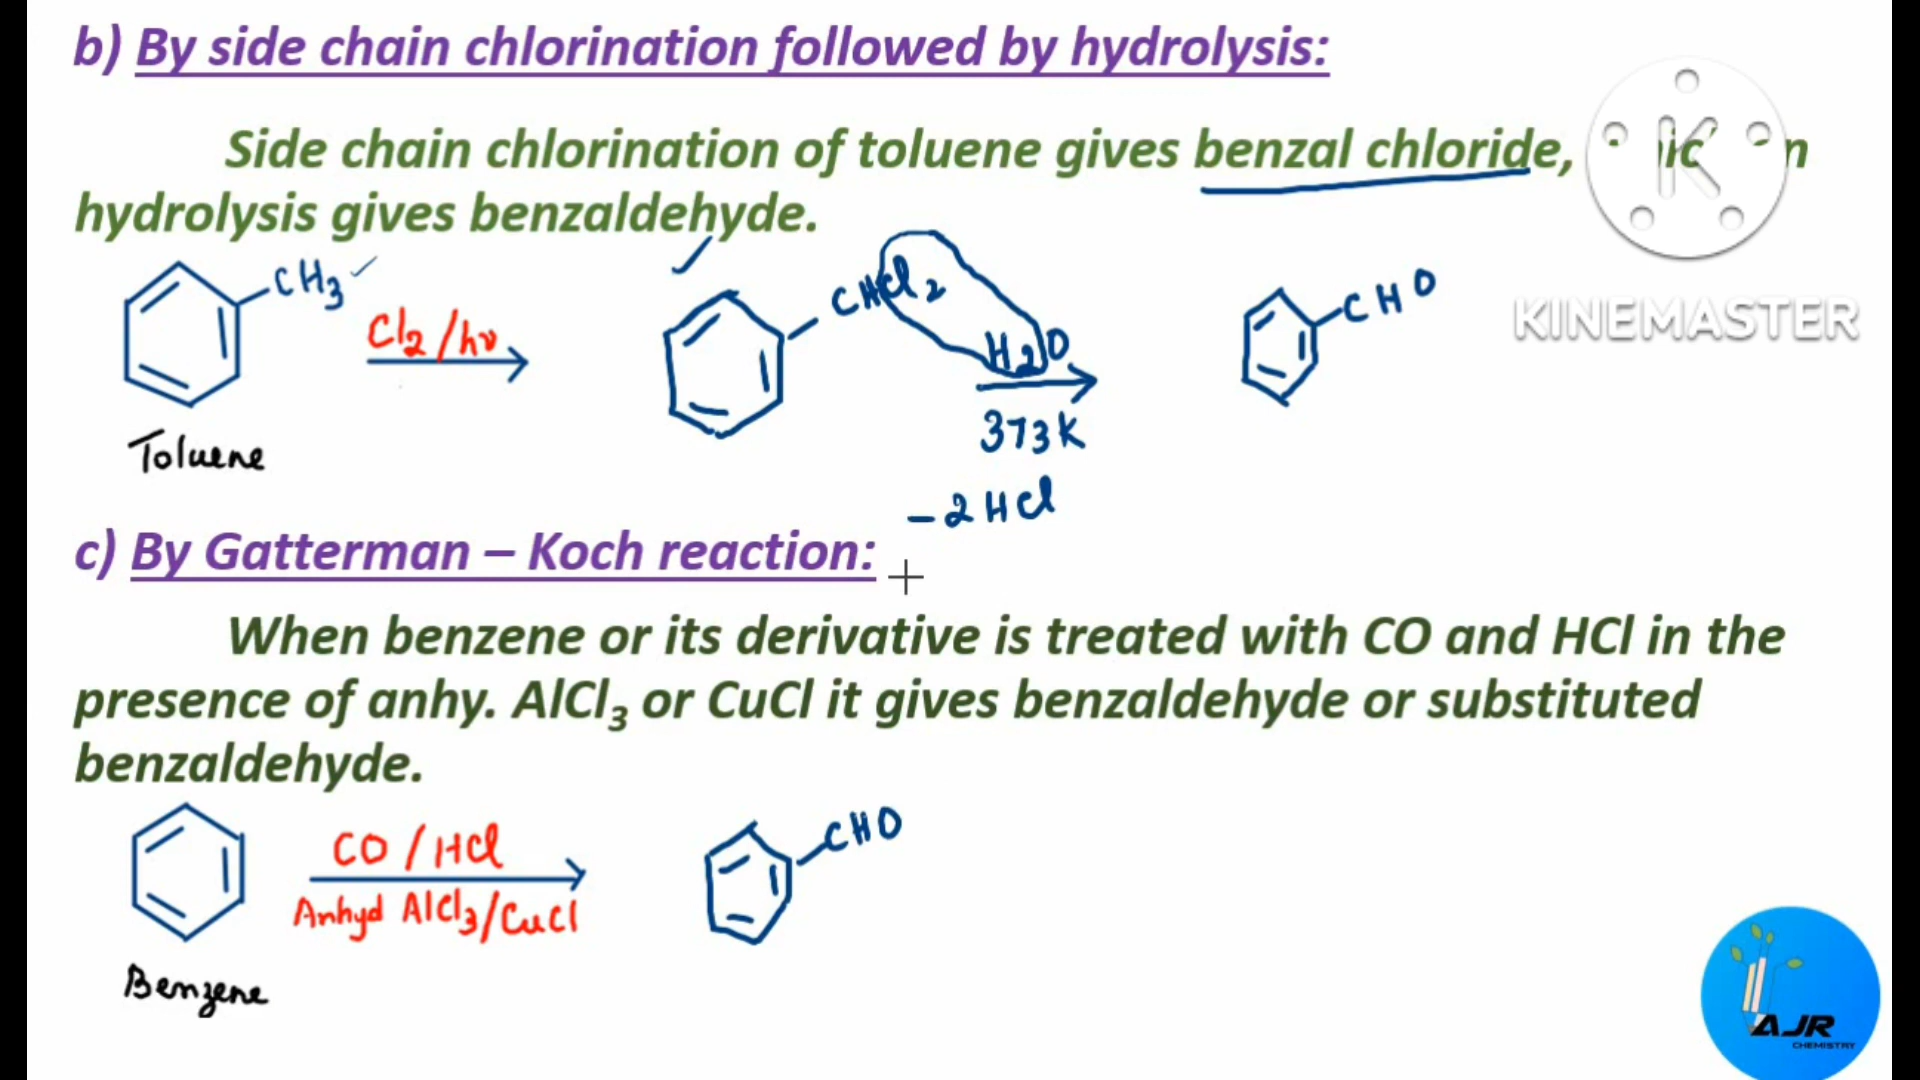 b) By side chain chlorination followed by hydrolysis:
Side chain chlorination of toluene gives benzal chloride,
hydrolysis gives benzaldehyde.
CH3
Cl2/hν
CHCl2
H2O
373K
-2HCl
CHO
KINEMASTER
Toluene
c) By Gatterman – Koch reaction:
When benzene or its derivative is treated with CO and HCl in the
presence of anhy. AlCl3 or CuCl it gives benzaldehyde or substituted
benzaldehyde.
CO/HCl
Anhyd AlCl3/CuCl
CHO
Benzene
AJR
CHEMISTRY